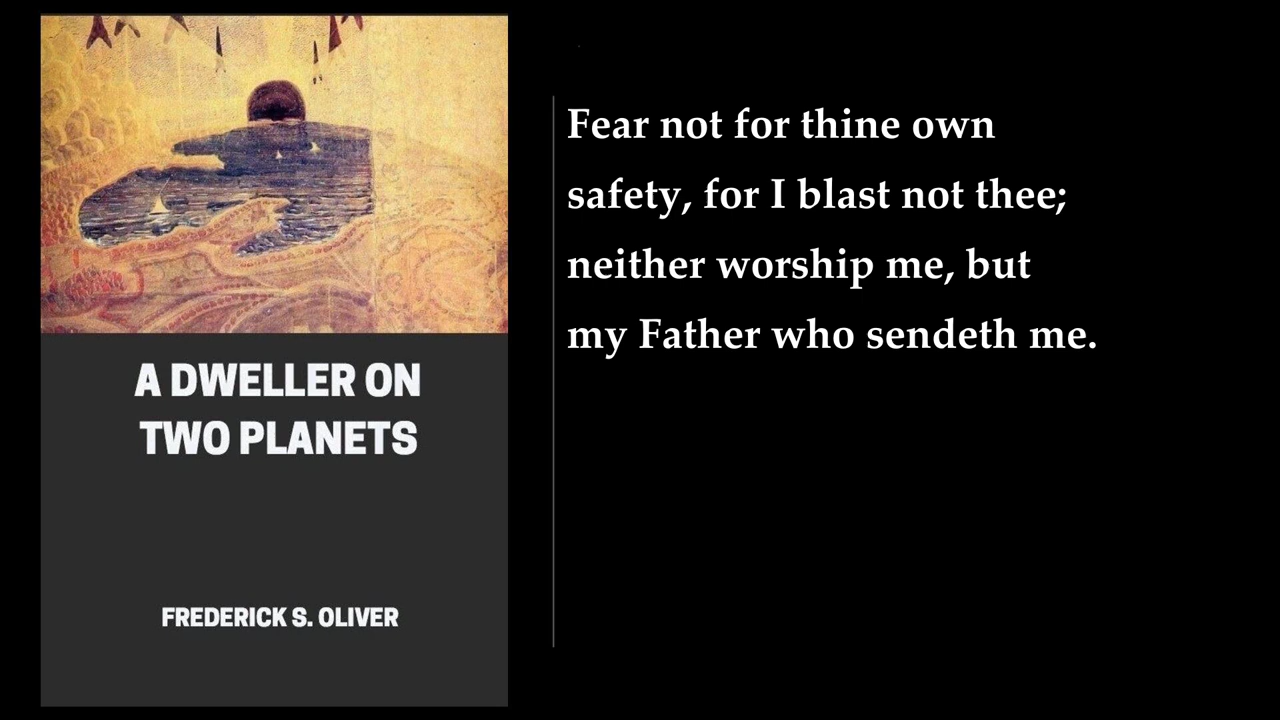 A DWELLER ON
TWO PLANETS
FREDERICK S. OLIVER
Fear not for thine own
safety, for I blast not thee;
neither worship me, but
my Father who sendeth me.